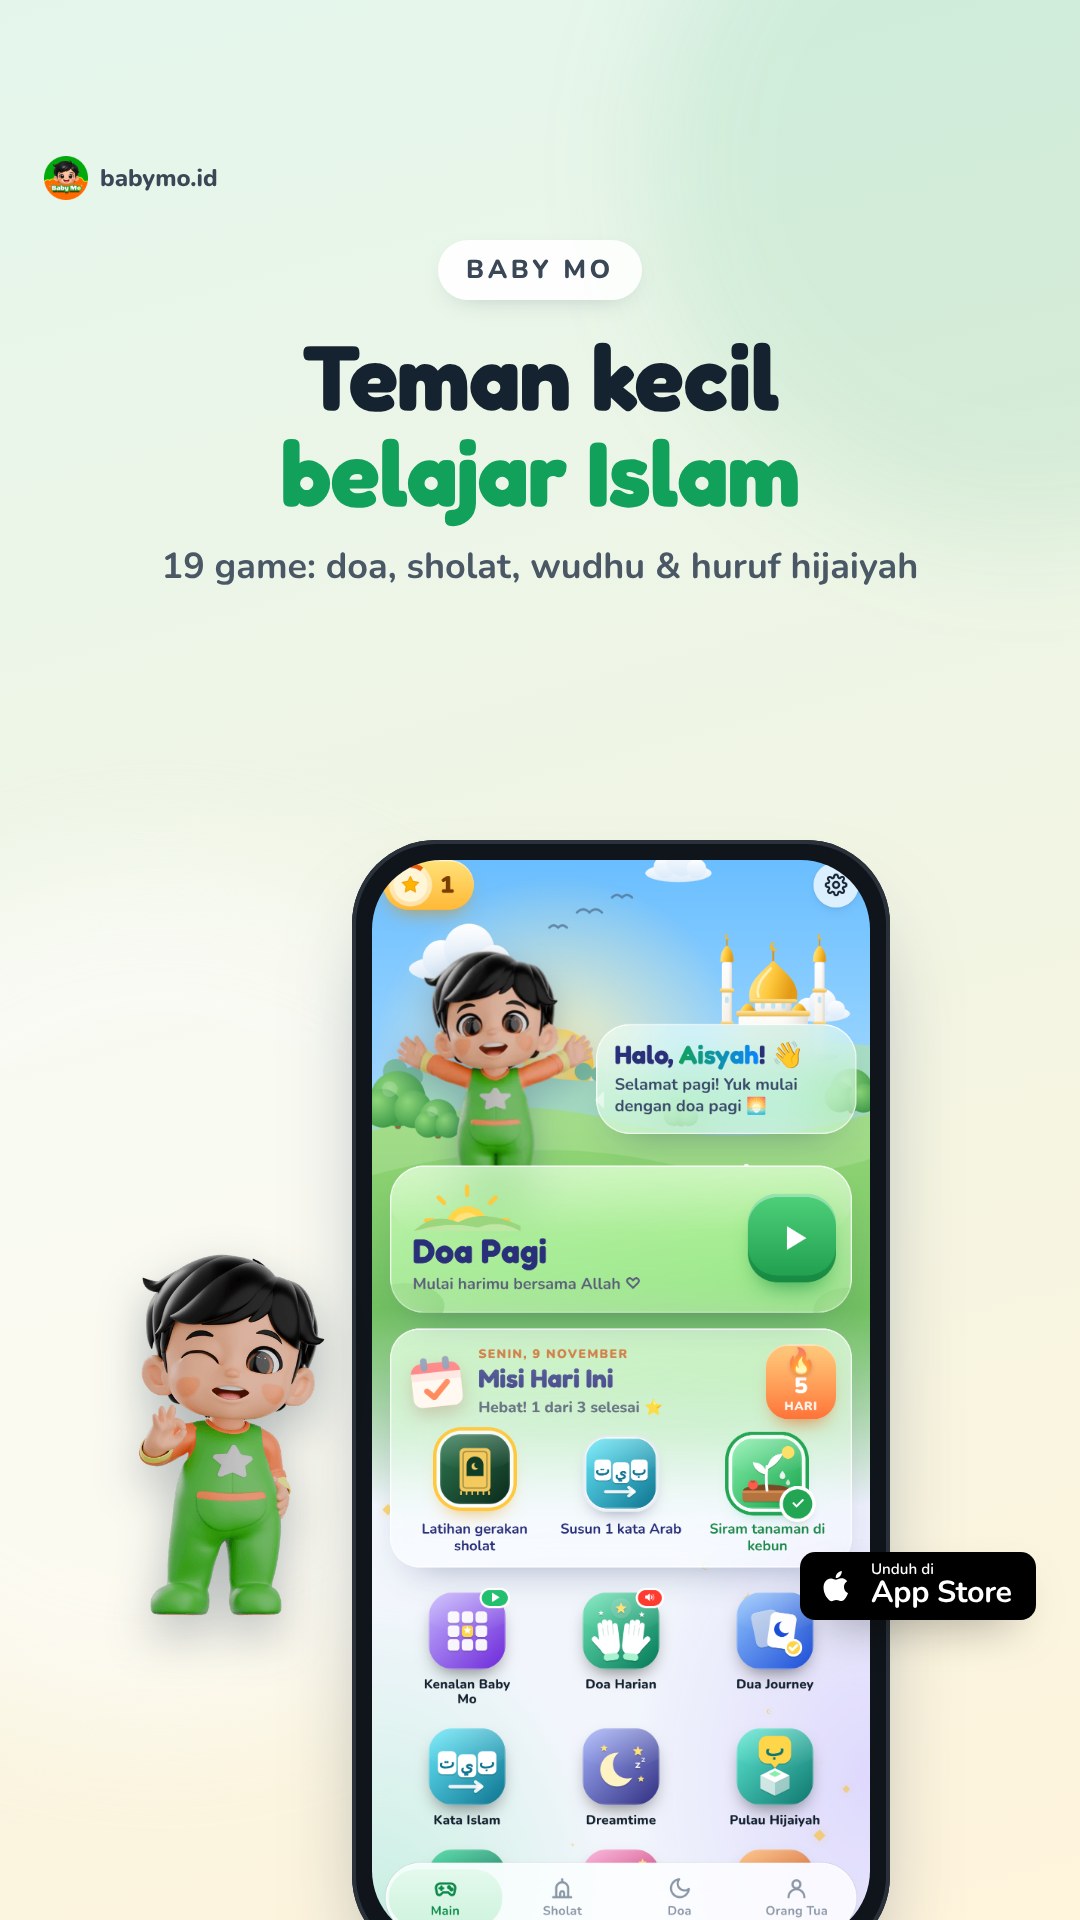 babymo.id
BABY MO
Teman kecil
belajar Islam
19 game: doa, sholat, wudhu & huruf hijaiyah
1
Halo, Aisyah! 👋
Selamat pagi! Yuk mulai
dengan doa pagi 🌅
Doa Pagi
Mulai harimu bersama Allah ♡
SENIN, 9 NOVEMBER
Misi Hari Ini
Hebat! 1 dari 3 selesai ⭐
5
HARI
ب ي ت
Latihan gerakan
sholat
Susun 1 kata Arab
Siram tanaman di
kebun
Unduh di
App Store
Kenalan Baby
Mo
Doa Harian
Dua Journey
ب ي ت
z z
ب
Kata Islam
Dreamtime
Pulau Hijaiyah
Main
Sholat
Doa
Orang Tua